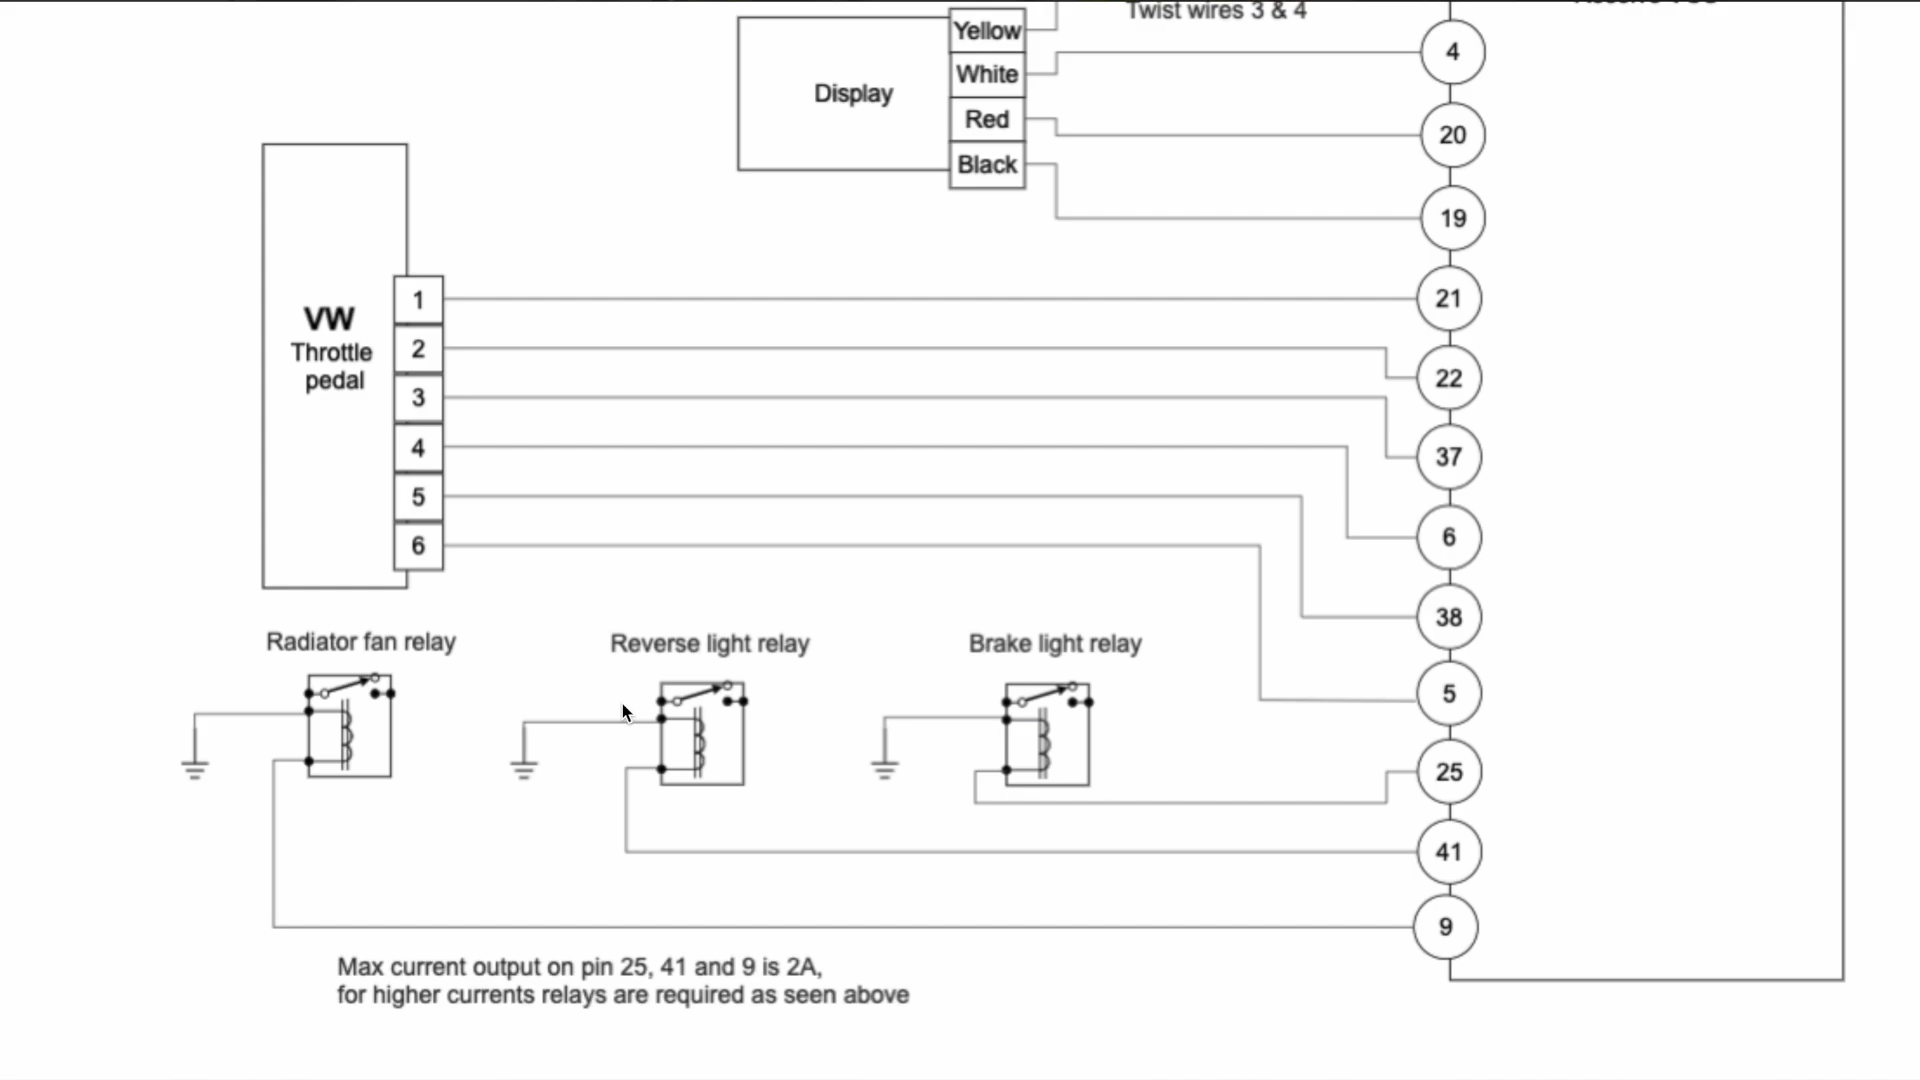 Twist wires 3 & 4
Yellow
White
Red
Black
Display
4
20
19
VW
Throttle
pedal
1
2
3
4
5
6
21
22
37
6
38
5
25
41
9
Radiator fan relay
Reverse light relay
Brake light relay
Max current output on pin 25, 41 and 9 is 2A,
for higher currents relays are required as seen above